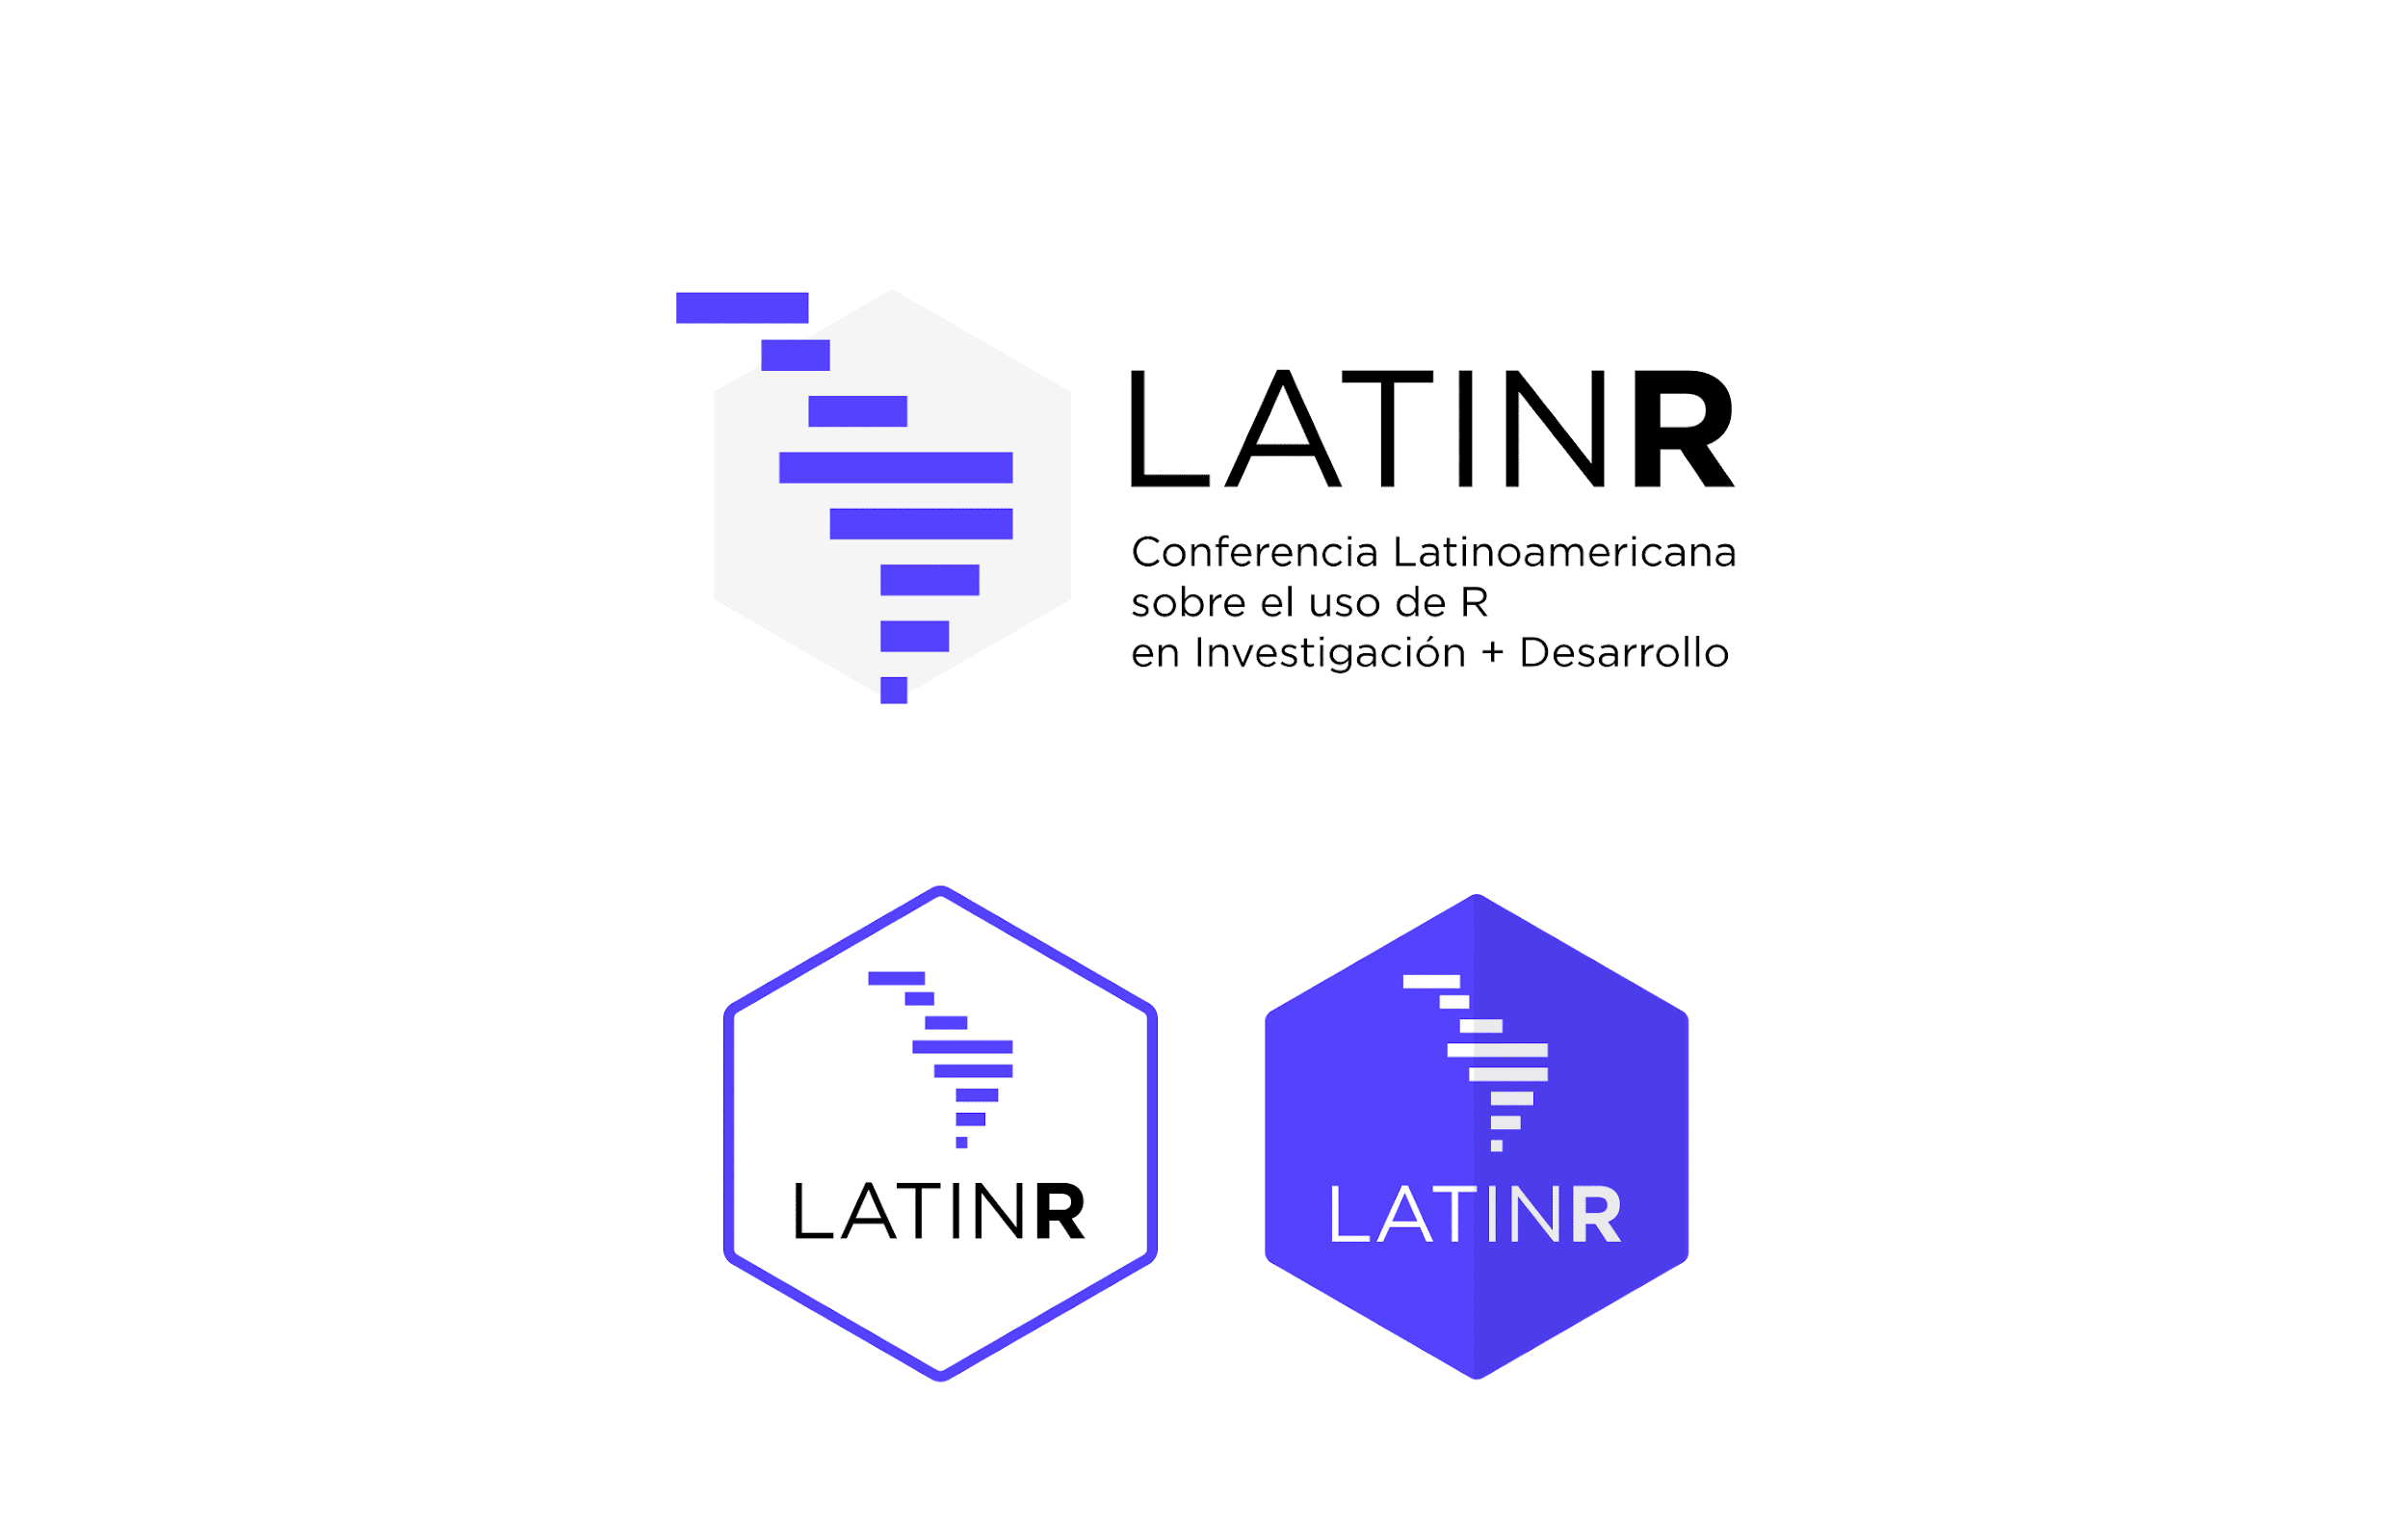 LATINR
Conferencia Latinoamericana
sobre el uso de R
en Investigación + Desarrollo
LATINR
LATINR